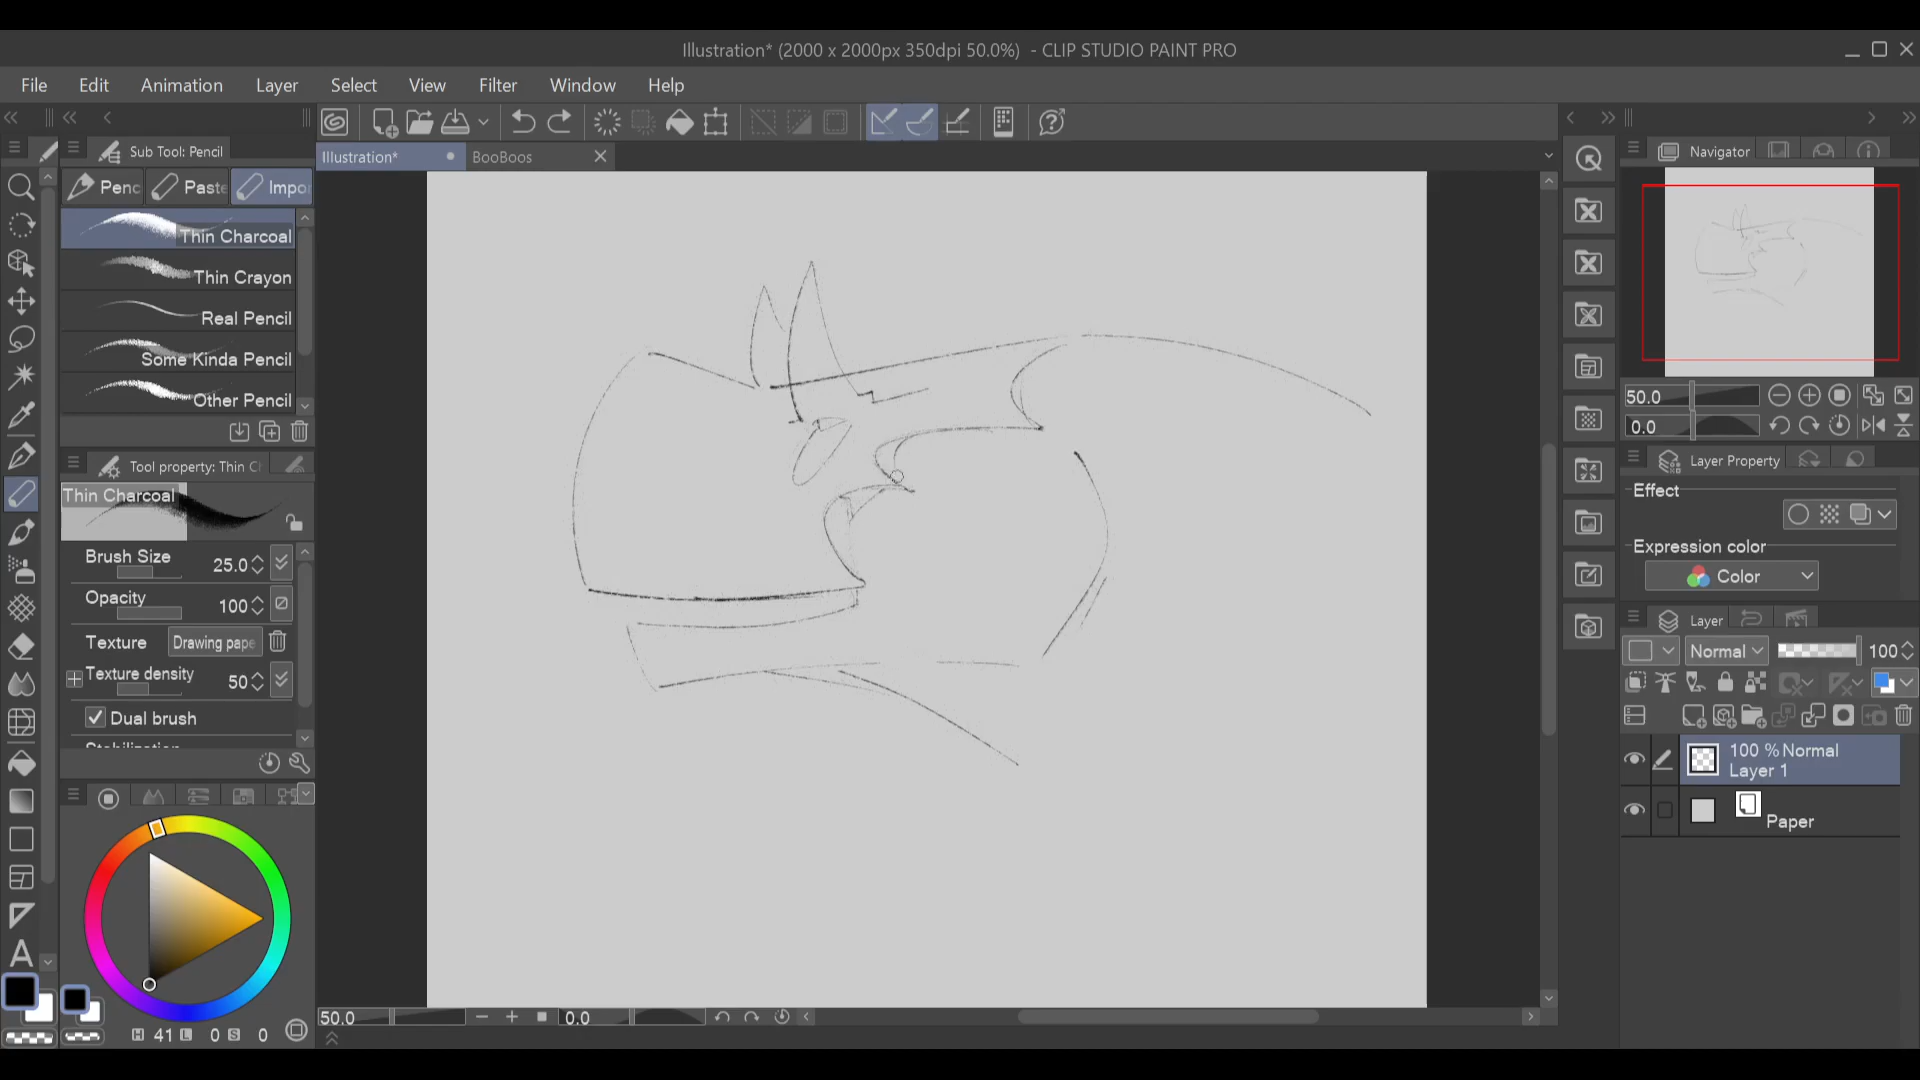 Illustration* (2000 x 2000px 350dpi 50.0%) - CLIP STUDIO PAINT PRO
File Edit Animation Layer Select View Filter Window Help
Sub Tool: Pencil
Illustration* BooBoos
Navigator
Penc Paste Impor
Thin Charcoal
Thin Crayon
Real Pencil
Some Kinda Pencil
Other Pencil
50.0
0.0
Tool property: Thin Cl
Layer Property
Thin Charcoal
Effect
Brush Size 25.0
Expression color
Color
Opacity 100
Texture Drawing pape
Layer
Texture density 50
Normal 100
Dual brush
100 % Normal
Layer 1
Paper
A
H 41 L 0 S 0
50.0 0.0